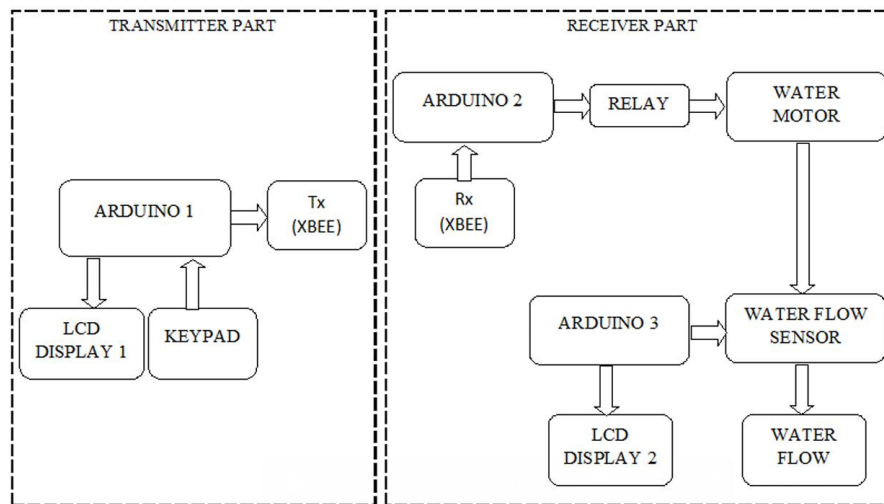 TRANSMITTER PART
ARDUINO 1
Tx
(XBEE)
LCD
DISPLAY 1
KEYPAD
RECEIVER PART
ARDUINO 2
RELAY
WATER
MOTOR
Rx
(XBEE)
ARDUINO 3
WATER FLOW
SENSOR
LCD
DISPLAY 2
WATER
FLOW